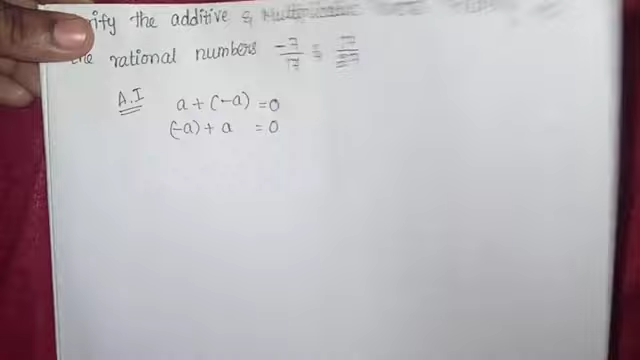 rify the additive &
the rational numbers -7/17 &
A.I
a + (-a) = 0
(-a) + a = 0